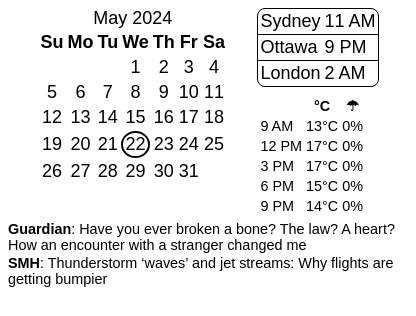 May 2024
Su Mo Tu We Th Fr Sa
1 2 3 4
5 6 7 8 9 10 11
12 13 14 15 16 17 18
19 20 21 22 23 24 25
26 27 28 29 30 31
Sydney 11 AM
Ottawa 9 PM
London 2 AM
°C ☂
9 AM 13°C 0%
12 PM 17°C 0%
3 PM 17°C 0%
6 PM 15°C 0%
9 PM 14°C 0%
Guardian: Have you ever broken a bone? The law? A heart?
How an encounter with a stranger changed me
SMH: Thunderstorm ‘waves’ and jet streams: Why flights are
getting bumpier